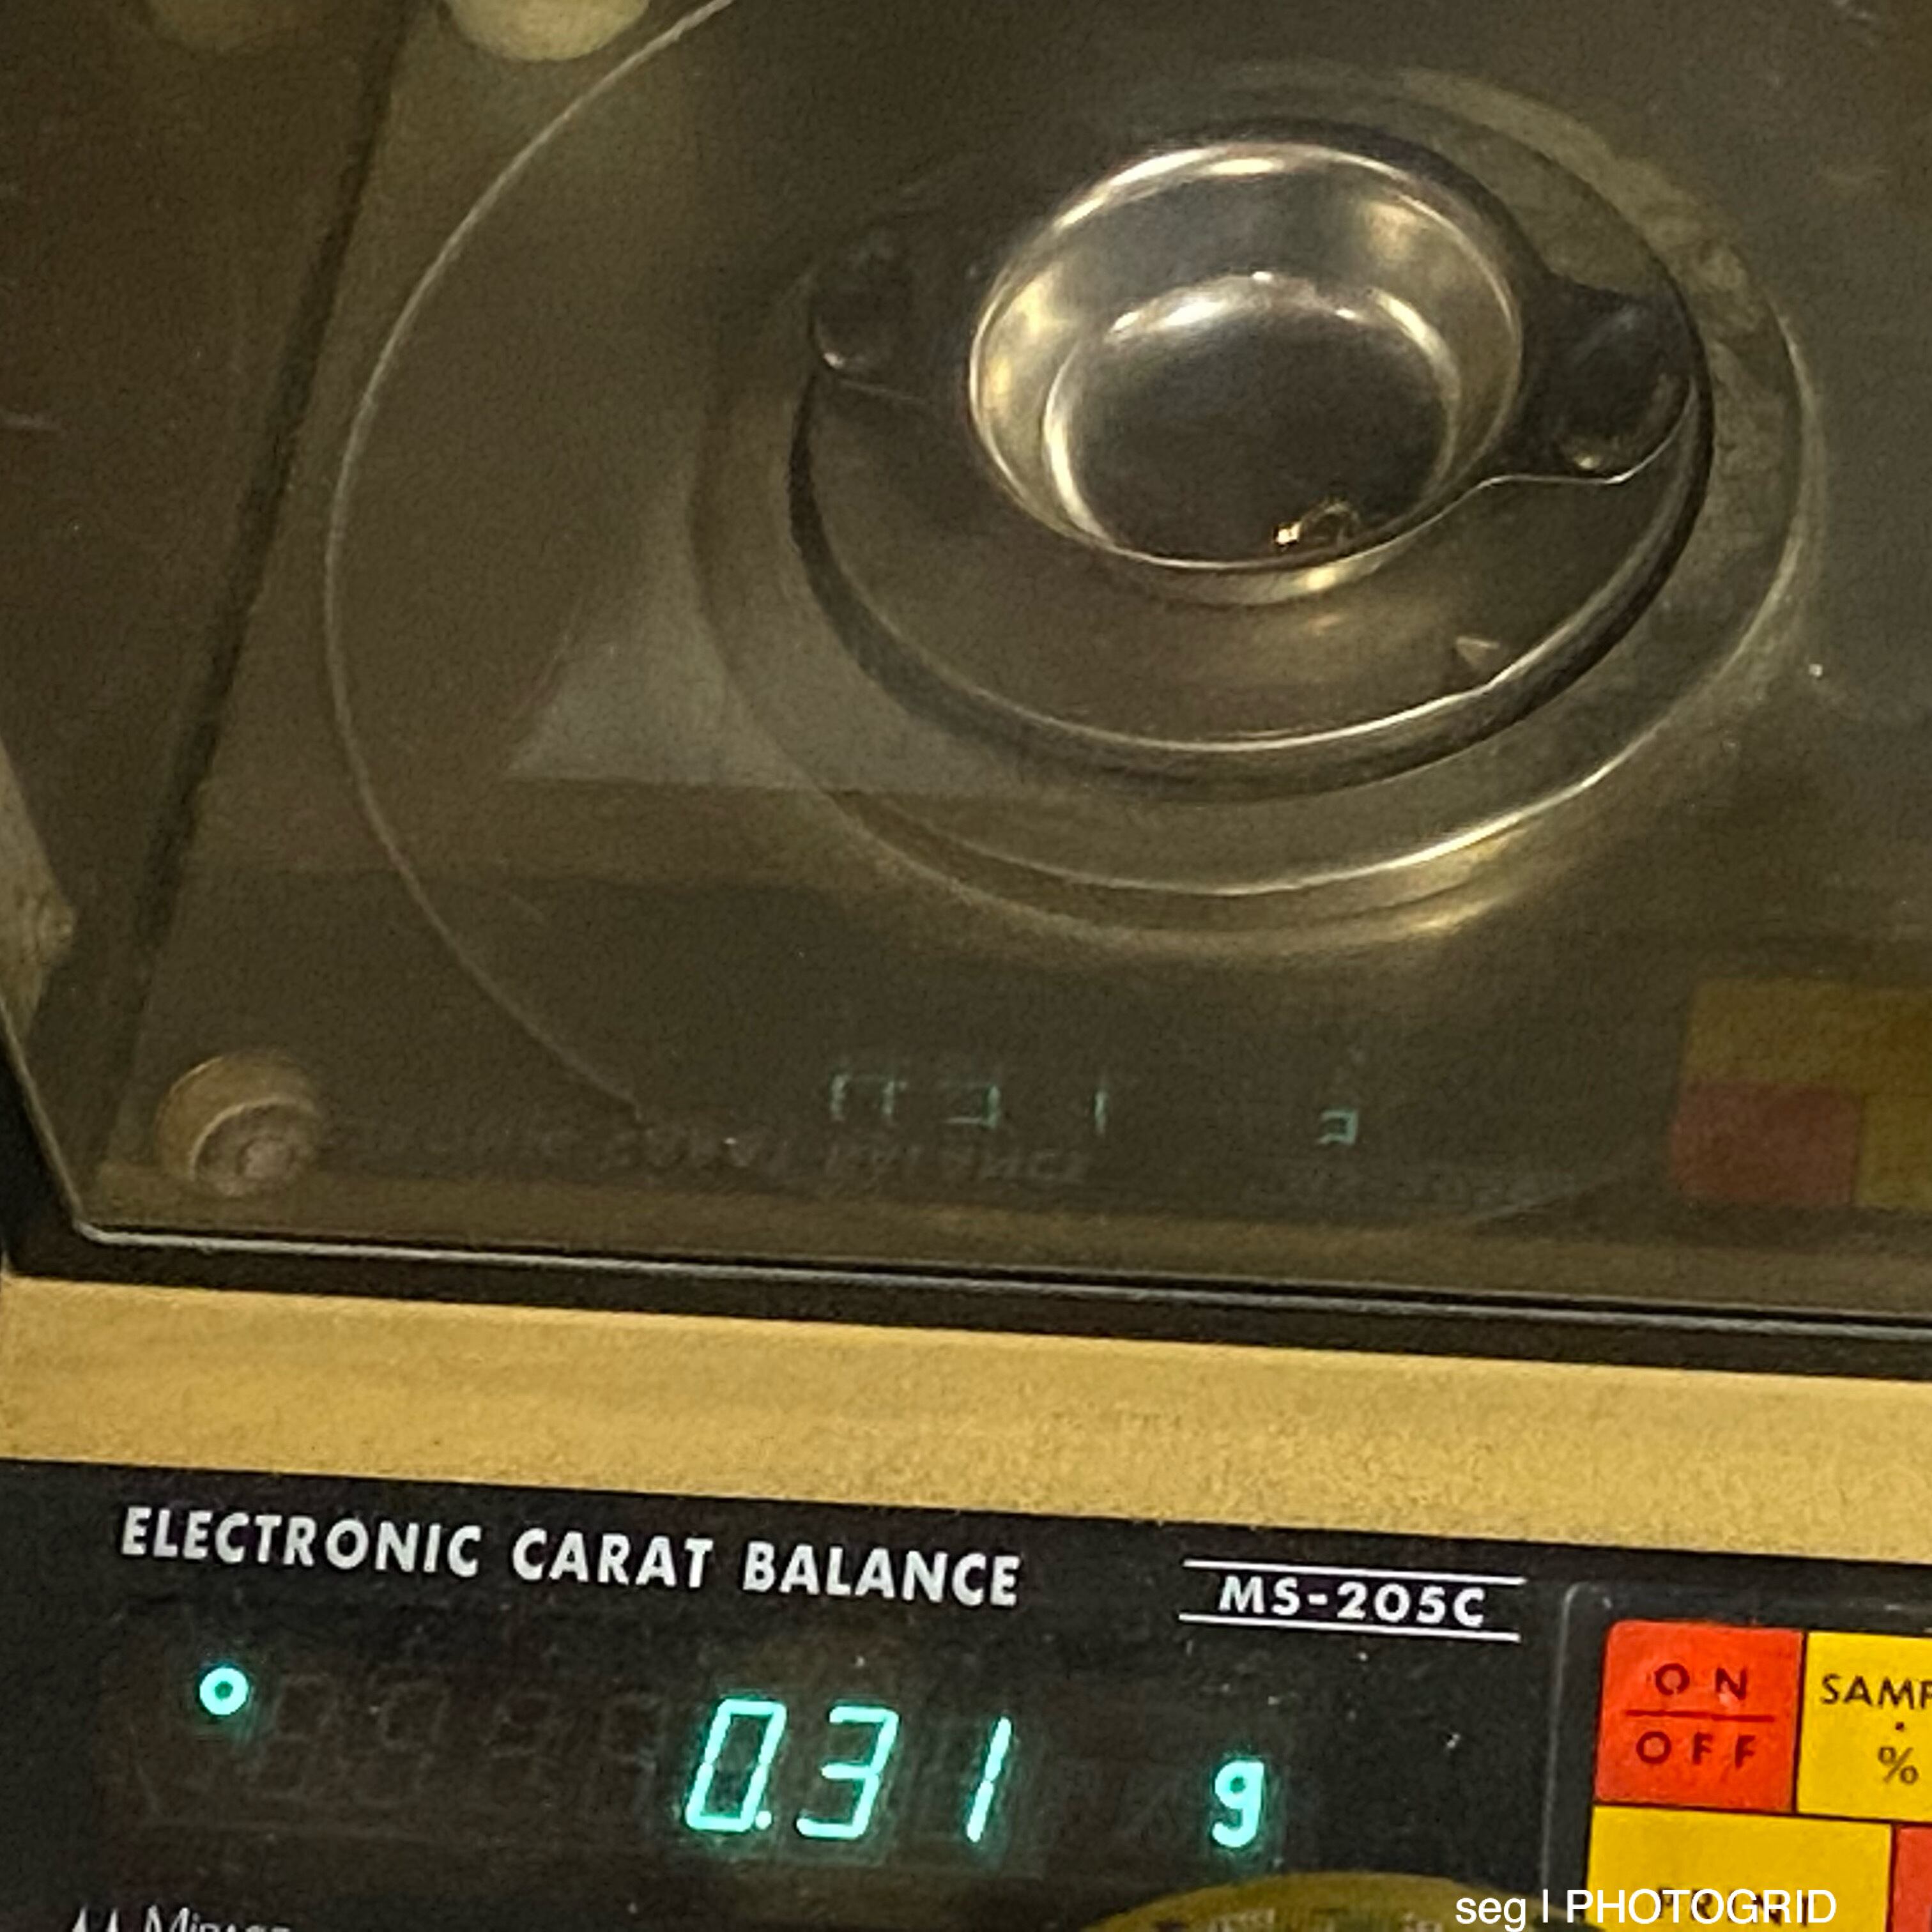 ELECTRONIC CARAT BALANCE
MS-205C
0.31 g
ON
OFF
%
seg | PHOTOGRID